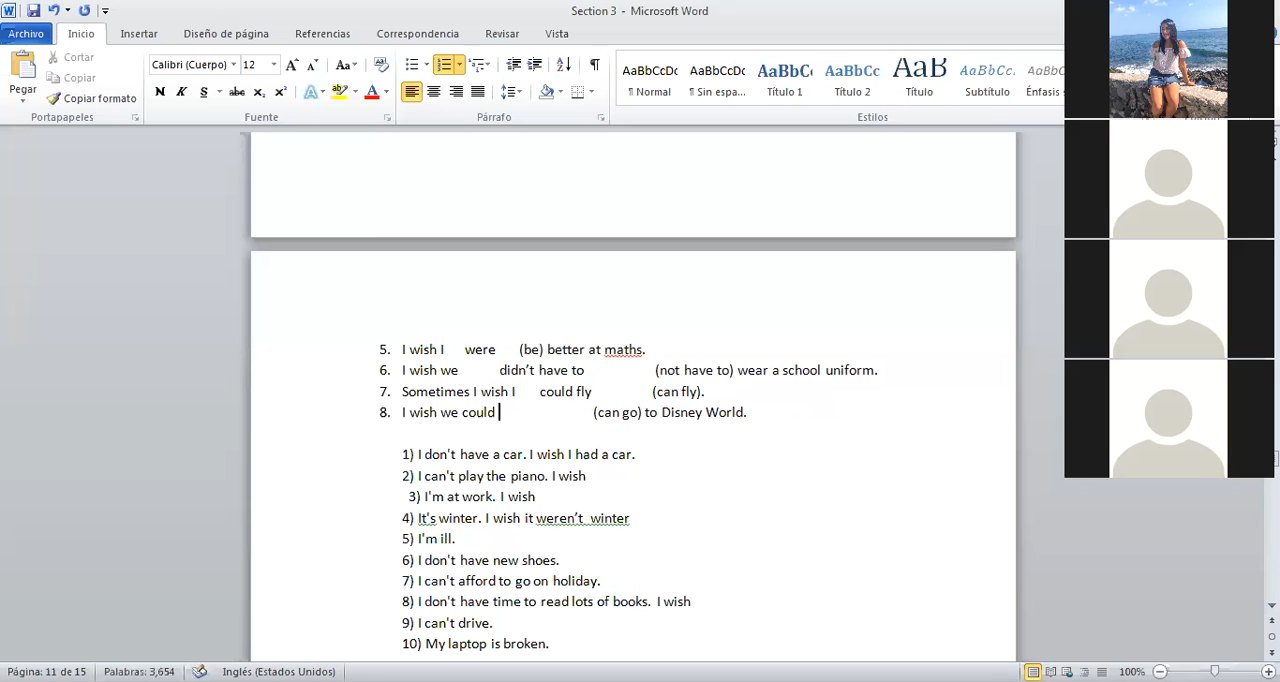 Section 3 - Microsoft Word
Archivo Inicio Insertar Diseño de página Referencias Correspondencia Revisar Vista
Pegar
Cortar
Copiar
Copiar formato
Portapapeles
Calibri (Cuerpo) 12
Aa
N K S abc x₂ x²
Fuente
Párrafo
AaBbCcDc AaBbCcDc AaBbC AaBbCc AaB AaBbCc. AaBbCc
¶ Normal ¶ Sin espa... Título 1 Título 2 Título Subtítulo Énfasis
Estilos
5. I wish I were (be) better at maths.
6. I wish we didn’t have to (not have to) wear a school uniform.
7. Sometimes I wish I could fly (can fly).
8. I wish we could (can go) to Disney World.
1) I don't have a car. I wish I had a car.
2) I can't play the piano. I wish
3) I'm at work. I wish
4) It's winter. I wish it weren’t winter
5) I'm ill.
6) I don't have new shoes.
7) I can't afford to go on holiday.
8) I don't have time to read lots of books. I wish
9) I can't drive.
10) My laptop is broken.
Página: 11 de 15 Palabras: 3,654 Inglés (Estados Unidos) 100%